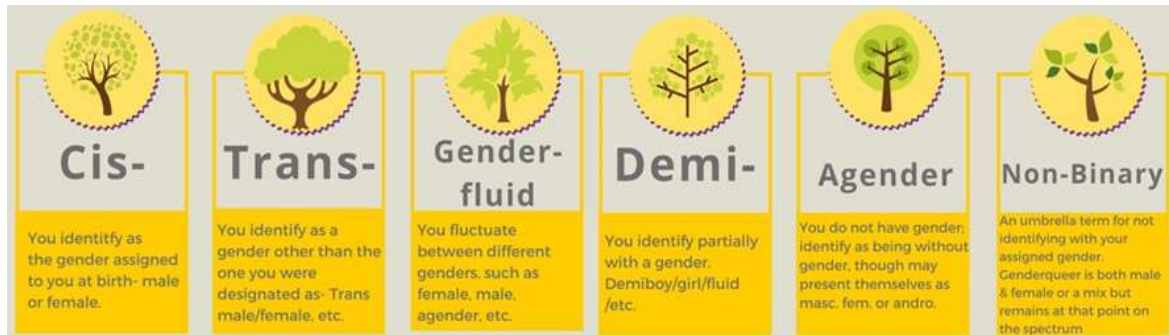 Cis-
You identitfy as
the gender assigned
to you at birth- male
or female.
Trans-
You identify as a
gender other than the
one you were
designated as- Trans
male/female, etc.
Gender-
fluid
You fluctuate
between different
genders, such as
female, male,
agender, etc.
Demi-
You identify partially
with a gender.
Demiboy/girl/fluid
/etc.
Agender
You do not have gender;
identify as being without
gender, though may
present themselves as
masc. fem. or andro.
Non-Binary
An umbrella term for not
identifying with your
assigned gender.
Genderqueer is both male
& female or a mix but
remains at that point on
the spectrum